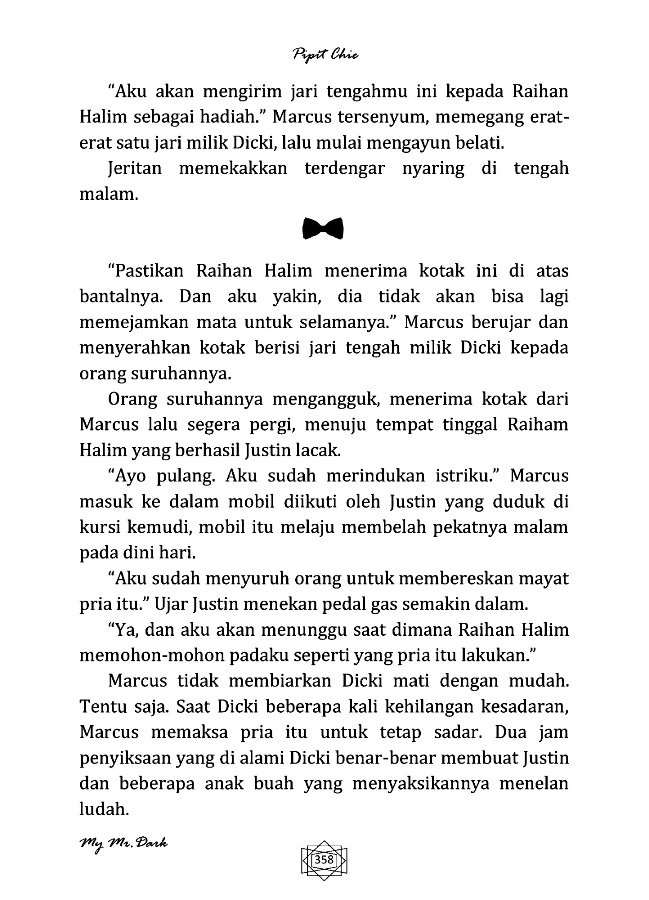 Pipit Chie
“Aku akan mengirim jari tengahmu ini kepada Raihan
Halim sebagai hadiah.” Marcus tersenyum, memegang erat-
erat satu jari milik Dicki, lalu mulai mengayun belati.
Jeritan memekakkan terdengar nyaring di tengah
malam.
“Pastikan Raihan Halim menerima kotak ini di atas
bantalnya. Dan aku yakin, dia tidak akan bisa lagi
memejamkan mata untuk selamanya.” Marcus berujar dan
menyerahkan kotak berisi jari tengah milik Dicki kepada
orang suruhannya.
Orang suruhannya mengangguk, menerima kotak dari
Marcus lalu segera pergi, menuju tempat tinggal Raiham
Halim yang berhasil Justin lacak.
“Ayo pulang. Aku sudah merindukan istriku.” Marcus
masuk ke dalam mobil diikuti oleh Justin yang duduk di
kursi kemudi, mobil itu melaju membelah pekatnya malam
pada dini hari.
“Aku sudah menyuruh orang untuk membereskan mayat
pria itu.” Ujar Justin menekan pedal gas semakin dalam.
“Ya, dan aku akan menunggu saat dimana Raihan Halim
memohon-mohon padaku seperti yang pria itu lakukan.”
Marcus tidak membiarkan Dicki mati dengan mudah.
Tentu saja. Saat Dicki beberapa kali kehilangan kesadaran,
Marcus memaksa pria itu untuk tetap sadar. Dua jam
penyiksaan yang di alami Dicki benar-benar membuat Justin
dan beberapa anak buah yang menyaksikannya menelan
ludah.
My Mr. Dark
358